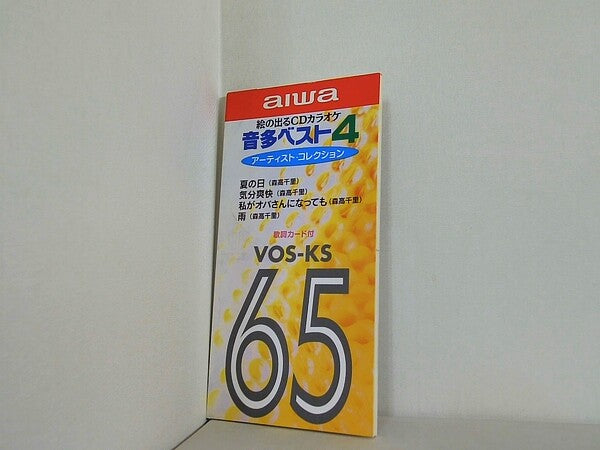 aiwa
絵の出るCDカラオケ
音多ベスト4
アーティスト・コレクション
夏の日(森高千里)
気分爽快(森高千里)
私がオバさんになっても(森高千里)
雨(森高千里)
歌詞カード付
VOS-KS
65